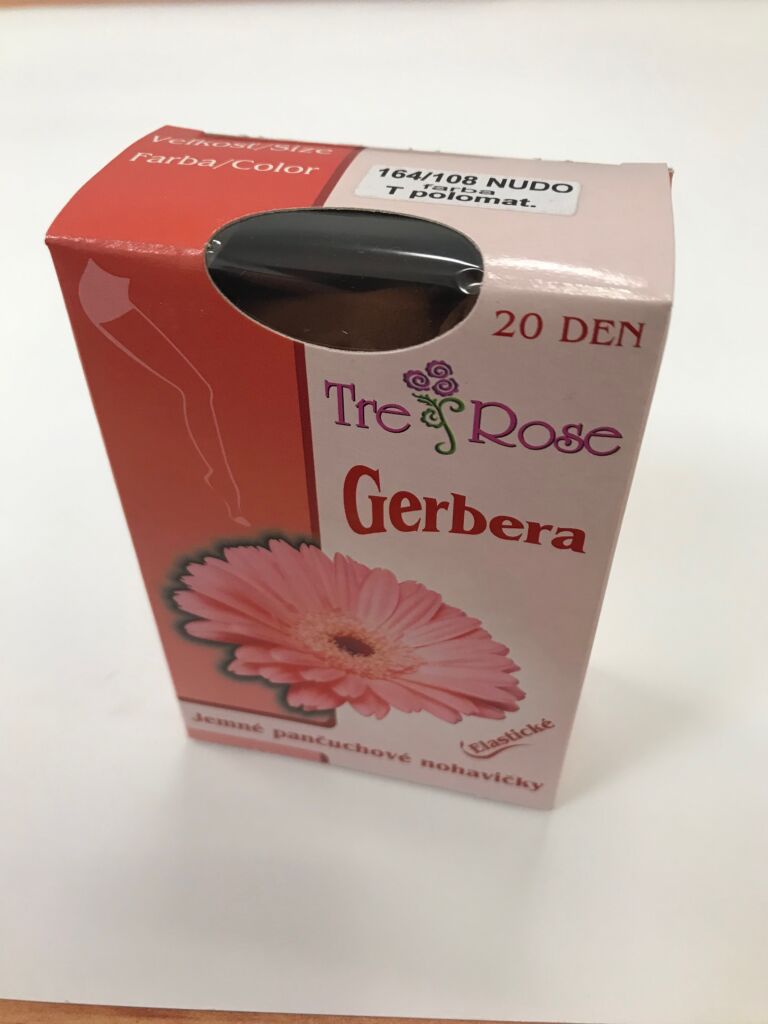 Veľkosť/Size
Farba/Color
164/108 NUDO
farba
T polomat.
20 DEN
Tre Rose
Gerbera
Elastické
Jemné pančuchové nohavičky